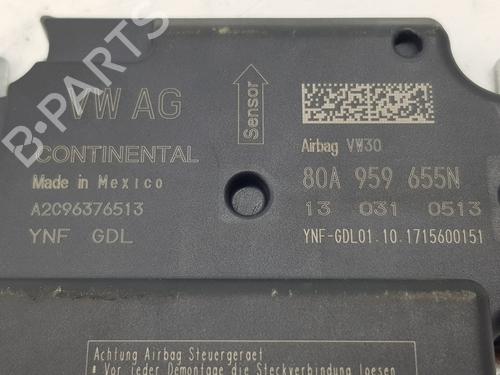 VW AG
CONTINENTAL
Made in Mexico
A2C96376513
YNF GDL
Sensor
Airbag VW30
80A 959 655N
13 031 0513
YNF-GDL01.10.1715600151
Achtung Airbag Steuergeraet
* Vor jeder Demontage die Steckverbindung loesen
B-PARTS